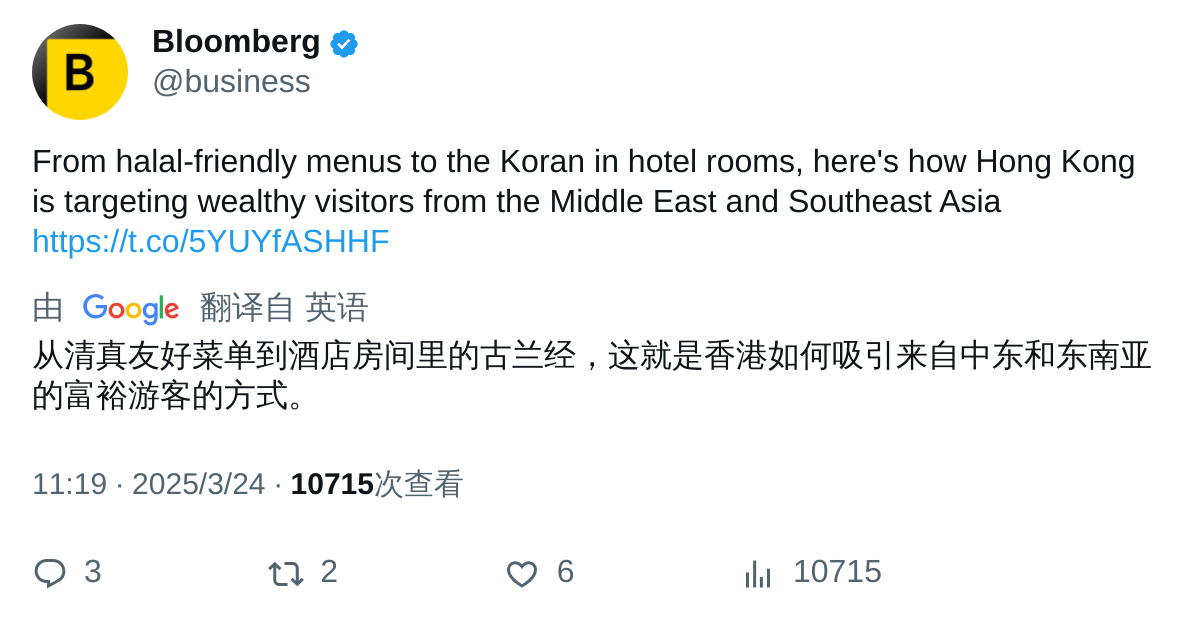 B
Bloomberg
@business
From halal-friendly menus to the Koran in hotel rooms, here's how Hong Kong
is targeting wealthy visitors from the Middle East and Southeast Asia
https://t.co/5YUYfASHHF
由 Google 翻译自 英语
从清真友好菜单到酒店房间里的古兰经，这就是香港如何吸引来自中东和东南亚
的富裕游客的方式。
11:19 · 2025/3/24 · 10715次查看
3 2 6 10715